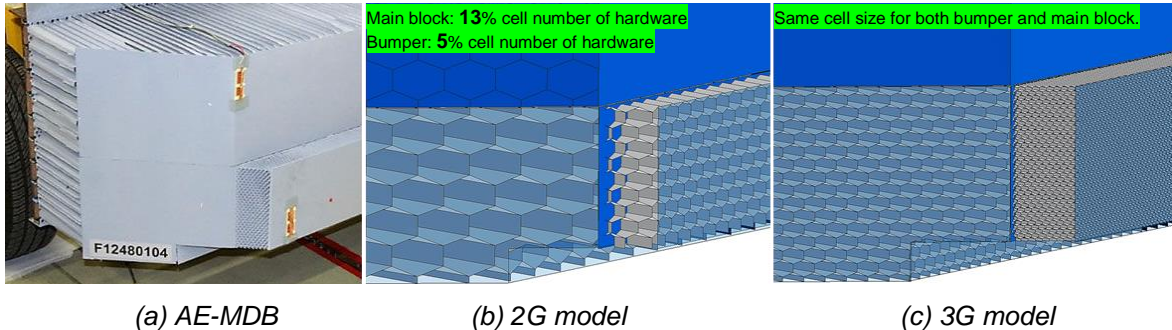 Main block: 13% cell number of hardware
Bumper: 5% cell number of hardware
Same cell size for both bumper and main block.
F12480104
(a) AE-MDB
(b) 2G model
(c) 3G model